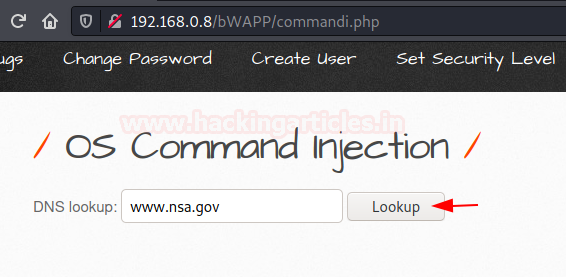 192.168.0.8/bWAPP/commandi.php
ugs Change Password Create User Set Security Level
www.hackingarticles.in
/ OS Command Injection /
DNS lookup: www.nsa.gov Lookup